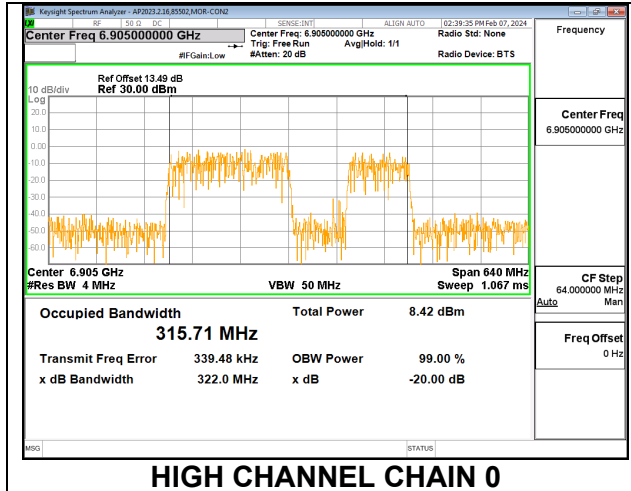 Keysight Spectrum Analyzer - AP2023.2.16,85502,MOR-CON2
RF 50 Ω DC SENSE:INT ALIGN AUTO 02:39:35 PM Feb 07, 2024
Center Freq 6.905000000 GHz
Center Freq: 6.905000000 GHz
Radio Std: None
Trig: Free Run Avg|Hold: 1/1
#IFGain:Low
#Atten: 20 dB
Radio Device: BTS
Frequency
Ref Offset 13.49 dB
10 dB/div Ref 30.00 dBm
Log
20.0
10.0
0.00
-10.0
-20.0
-30.0
-40.0
-50.0
-60.0
Center 6.905 GHz
Span 640 MHz
#Res BW 4 MHz
VBW 50 MHz
Sweep 1.067 ms
Occupied Bandwidth
Total Power 8.42 dBm
315.71 MHz
Transmit Freq Error 339.48 kHz
OBW Power 99.00 %
x dB Bandwidth 322.0 MHz
x dB -20.00 dB
Center Freq
6.905000000 GHz
CF Step
64.000000 MHz
Auto Man
Freq Offset
0 Hz
MSG
STATUS
HIGH CHANNEL CHAIN 0